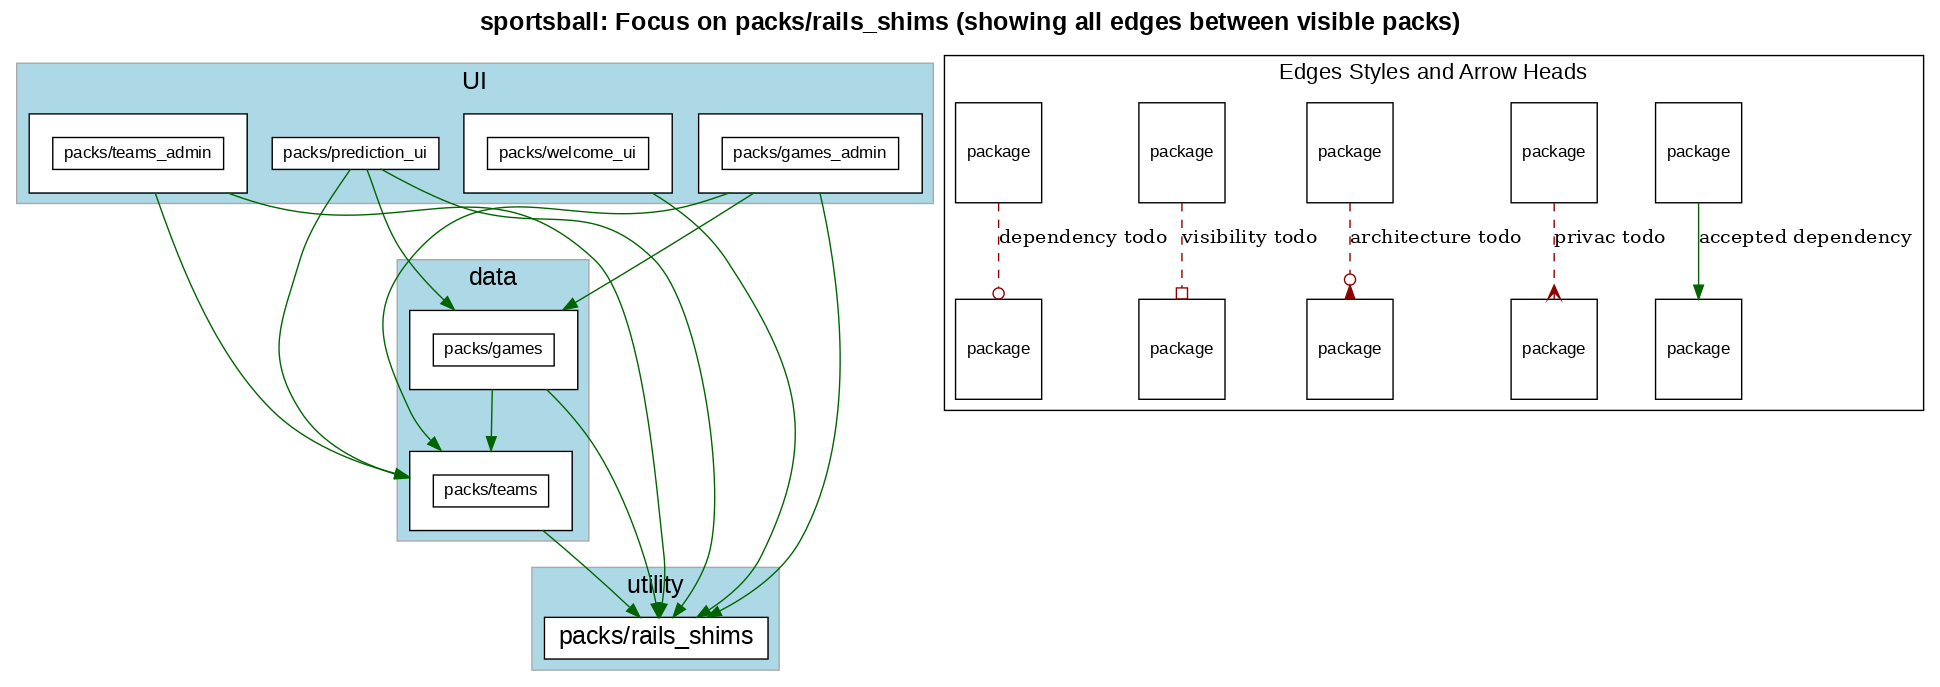 sportsball: Focus on packs/rails_shims (showing all edges between visible packs)
UI
packs/teams_admin
packs/prediction_ui
packs/welcome_ui
packs/games_admin
data
packs/games
packs/teams
utility
packs/rails_shims
Edges Styles and Arrow Heads
package
package
package
package
package
dependency todo
visibility todo
architecture todo
privac todo
accepted dependency
package
package
package
package
package